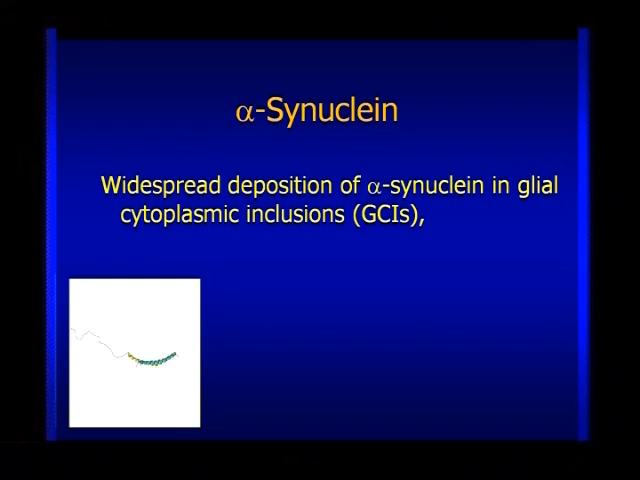 α-Synuclein
Widespread deposition of α-synuclein in glial
cytoplasmic inclusions (GCIs),